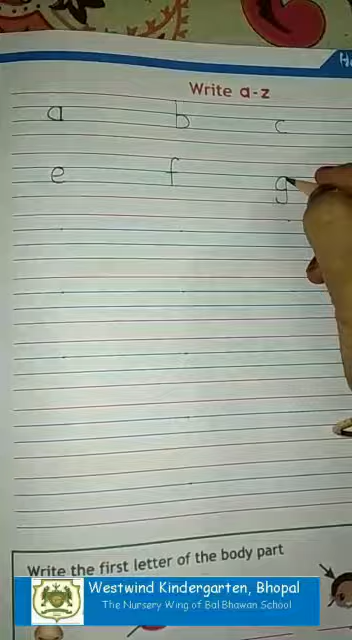 Write a-z
a b c
e f g
Write the first letter of the body part
Westwind Kindergarten, Bhopal
The Nursery Wing of Bal Bhawan School